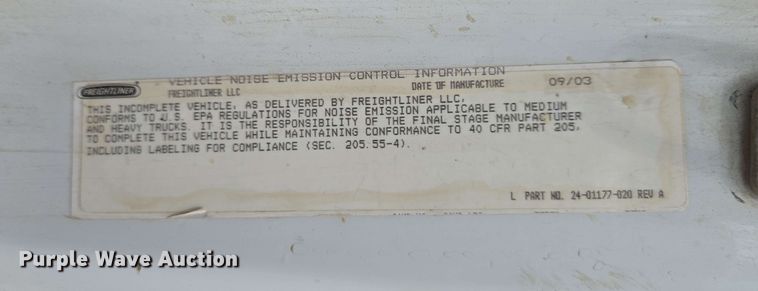 VEHICLE NOISE EMISSION CONTROL INFORMATION
FREIGHTLINER
FREIGHTLINER LLC
DATE OF MANUFACTURE 09/03
THIS INCOMPLETE VEHICLE, AS DELIVERED BY FREIGHTLINER LLC,
CONFORMS TO U.S. EPA REGULATIONS FOR NOISE EMISSION APPLICABLE TO MEDIUM
AND HEAVY TRUCKS. IT IS THE RESPONSIBILITY OF THE FINAL STAGE MANUFACTURER
TO COMPLETE THIS VEHICLE WHILE MAINTAINING CONFORMANCE TO 40 CFR PART 205,
INCLUDING LABELING FOR COMPLIANCE (SEC. 205.55-4).
L PART NO. 24-01177-020 REV A
Purple Wave Auction